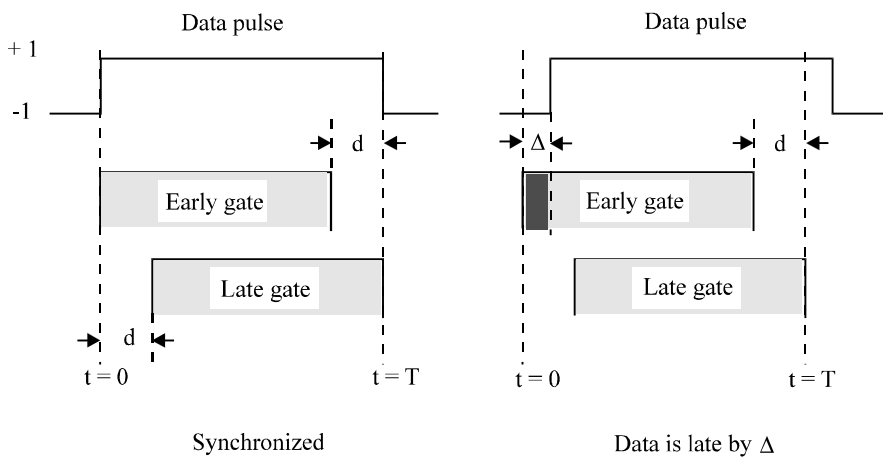 Data pulse
+ 1
-1
d
Early gate
Late gate
d
t = 0
t = T
Synchronized
Data pulse
Δ
d
Early gate
Late gate
t = 0
t = T
Data is late by Δ